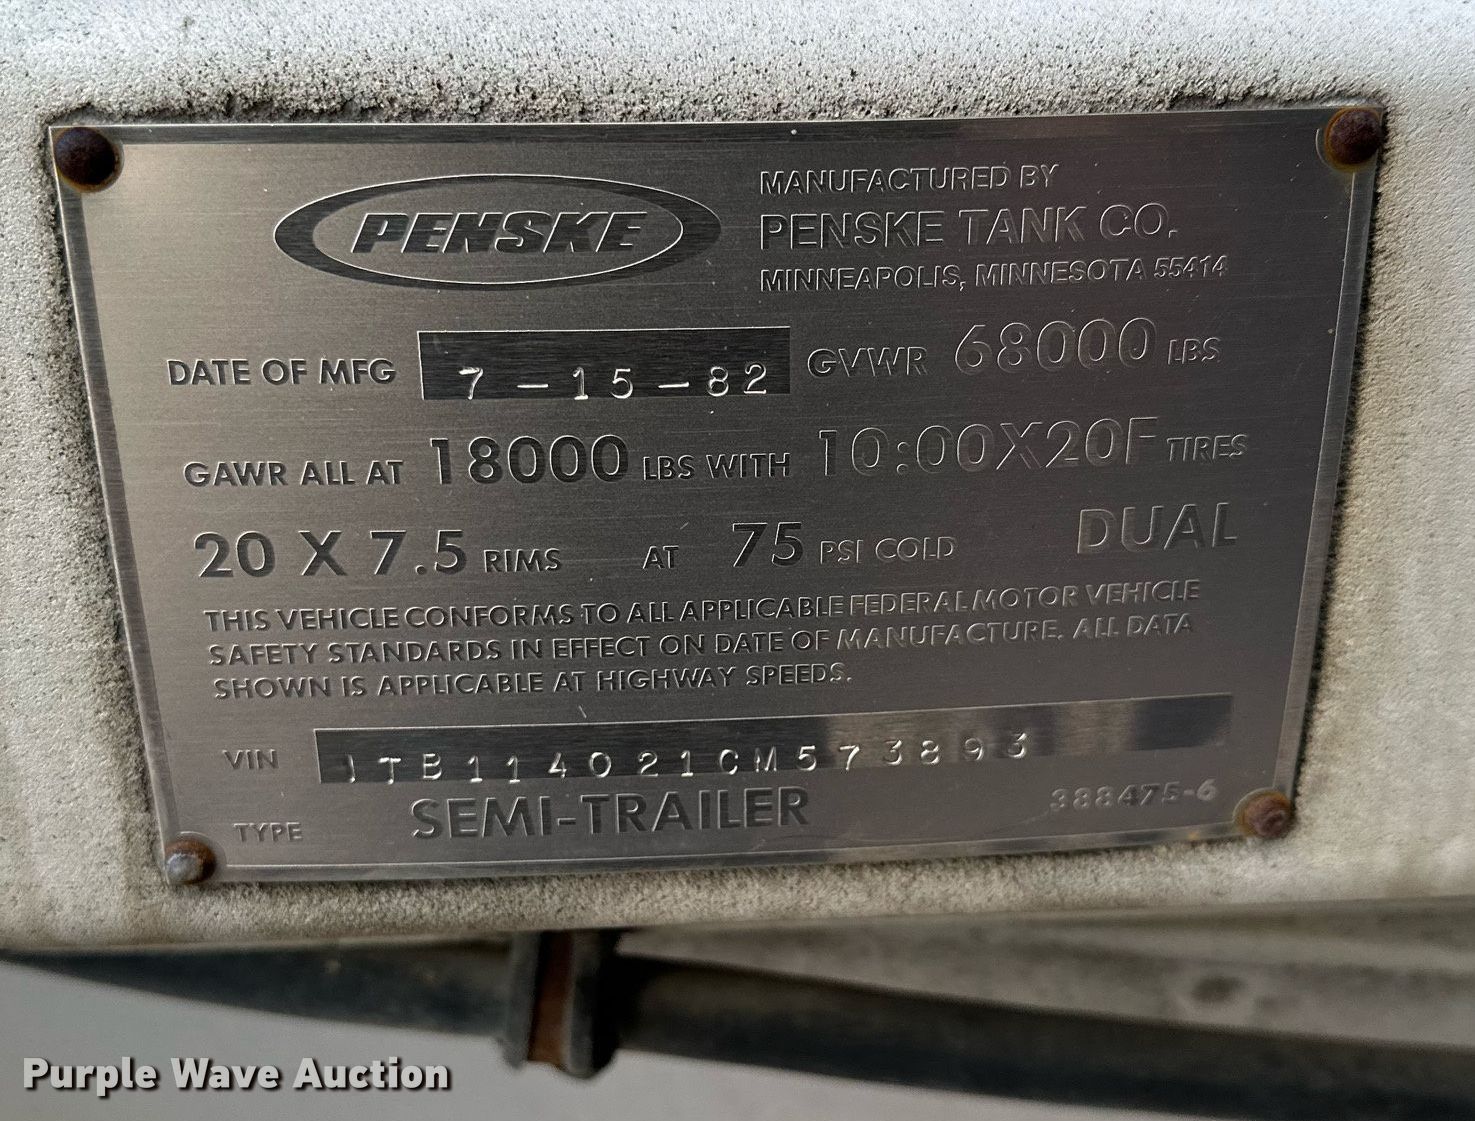 PENSKE
MANUFACTURED BY
PENSKE TANK CO.
MINNEAPOLIS, MINNESOTA 55414
DATE OF MFG 7-15-82 GVWR 68000 LBS
GAWR ALL AT 18000 LBS WITH 10:00X20F TIRES
20 X 7.5 RIMS AT 75 PSI COLD DUAL
THIS VEHICLE CONFORMS TO ALL APPLICABLE FEDERAL MOTOR VEHICLE
SAFETY STANDARDS IN EFFECT ON DATE OF MANUFACTURE. ALL DATA
SHOWN IS APPLICABLE AT HIGHWAY SPEEDS.
VIN 1TB114021CM573893
TYPE SEMI-TRAILER 388475-6
Purple Wave Auction